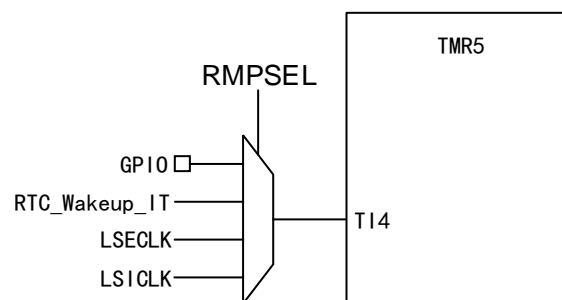 TMR5
RMPSEL
GPIO
RTC_Wakeup_IT
LSECLK
TI4
LSICLK